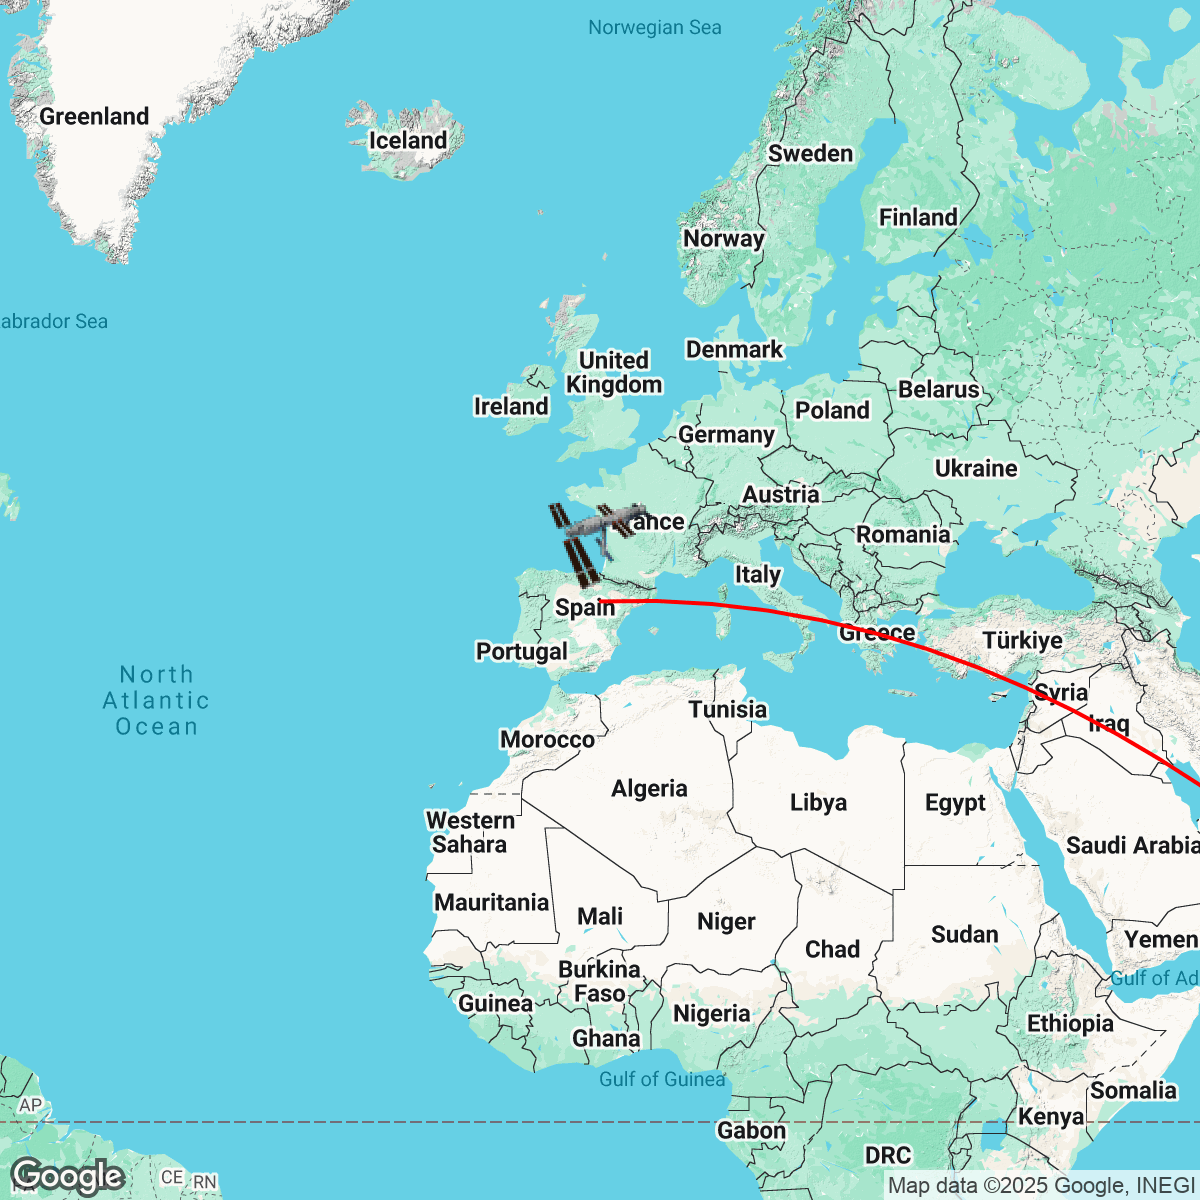 Norwegian Sea
Greenland
Iceland
Sweden
Finland
Norway
abrador Sea
Denmark
United
Kingdom
Belarus
Ireland
Poland
Germany
Ukraine
Austria
ance
Romania
Italy
Spain
Greece
Türkiye
Portugal
North
Atlantic
Ocean
Syria
Tunisia
Iraq
Morocco
Algeria
Libya
Egypt
Western
Sahara
Saudi Arabia
Mauritania
Mali
Niger
Sudan
Yemen
Chad
Burkina
Faso
Gulf of Ad
Guinea
Nigeria
Ethiopia
Ghana
Gulf of Guinea
Somalia
AP
Kenya
Gabon
DRC
CE
RN
Google
Map data ©2025 Google, INEGI